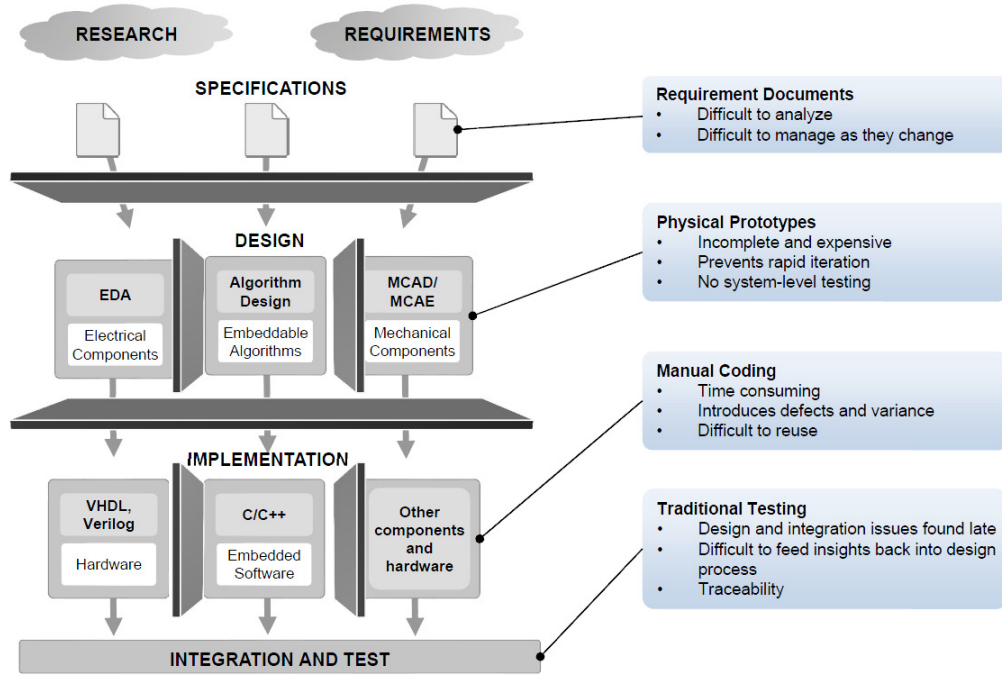 RESEARCH
REQUIREMENTS
SPECIFICATIONS
DESIGN
EDA
Electrical
Components
Algorithm
Design
Embeddable
Algorithms
MCAD/
MCAE
Mechanical
Components
IMPLEMENTATION
VHDL,
Verilog
Hardware
C/C++
Embedded
Software
Other
components
and
hardware
INTEGRATION AND TEST
Requirement Documents
• Difficult to analyze
• Difficult to manage as they change
Physical Prototypes
• Incomplete and expensive
• Prevents rapid iteration
• No system-level testing
Manual Coding
• Time consuming
• Introduces defects and variance
• Difficult to reuse
Traditional Testing
• Design and integration issues found late
• Difficult to feed insights back into design
process
• Traceability